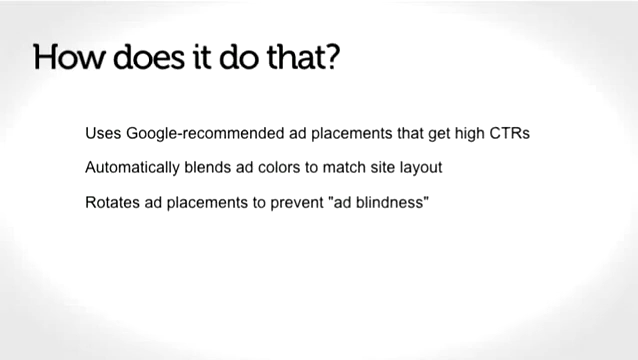 How does it do that?
Uses Google-recommended ad placements that get high CTRs
Automatically blends ad colors to match site layout
Rotates ad placements to prevent "ad blindness"